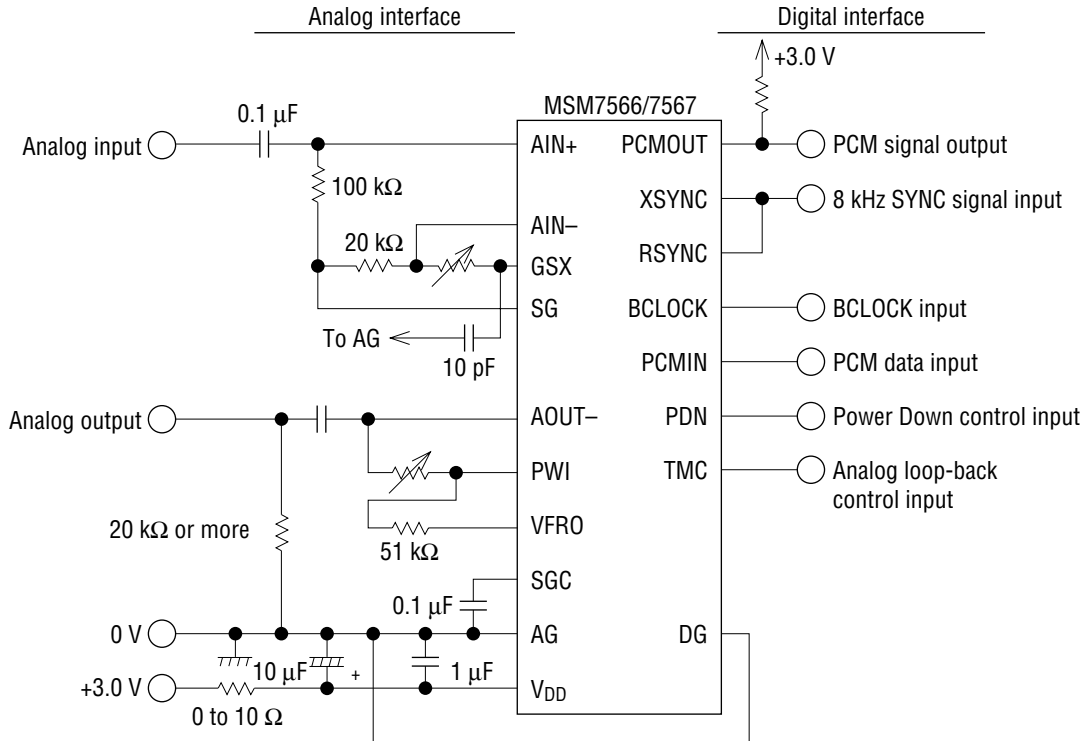 Analog interface
Digital interface
+3.0 V
MSM7566/7567
0.1 μF
Analog input
AIN+
PCMOUT
PCM signal output
100 kΩ
XSYNC
8 kHz SYNC signal input
AIN–
20 kΩ
GSX
RSYNC
SG
BCLOCK
BCLOCK input
To AG
10 pF
PCMIN
PCM data input
Analog output
AOUT–
PDN
Power Down control input
PWI
TMC
Analog loop-back
control input
20 kΩ or more
VFRO
51 kΩ
SGC
0.1 μF
0 V
AG
DG
10 μF
+
1 μF
+3.0 V
VDD
0 to 10 Ω